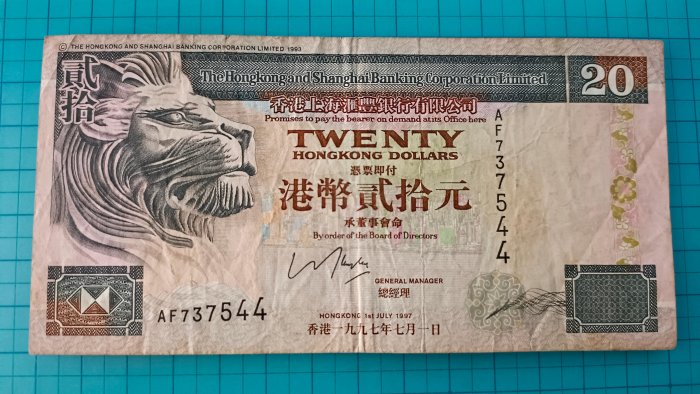 © THE HONGKONG AND SHANGHAI BANKING CORPORATION LIMITED 1993
貳拾
The Hongkong and Shanghai Banking Corporation Limited
20
香港上海滙豐銀行有限公司
Promises to pay the bearer on demand at its Office here
TWENTY
HONGKONG DOLLARS
憑票即付
港幣貳拾元
承董事會命
By order of the Board of Directors
AF737544
GENERAL MANAGER
總經理
AF737544
HONGKONG 1st JULY 1997
香港一九九七年七月一日